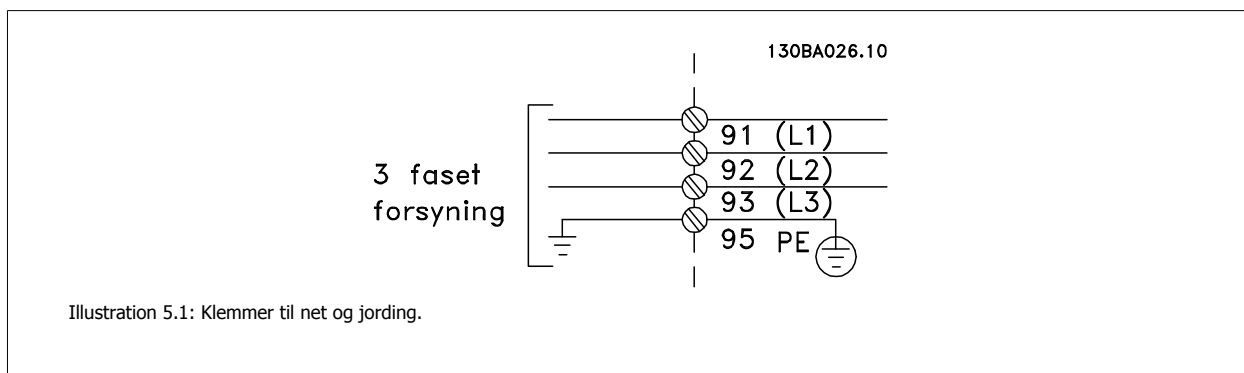 130BA026.10
3 faset
forsyning
91 (L1)
92 (L2)
93 (L3)
95 PE
Illustration 5.1: Klemmer til net og jording.